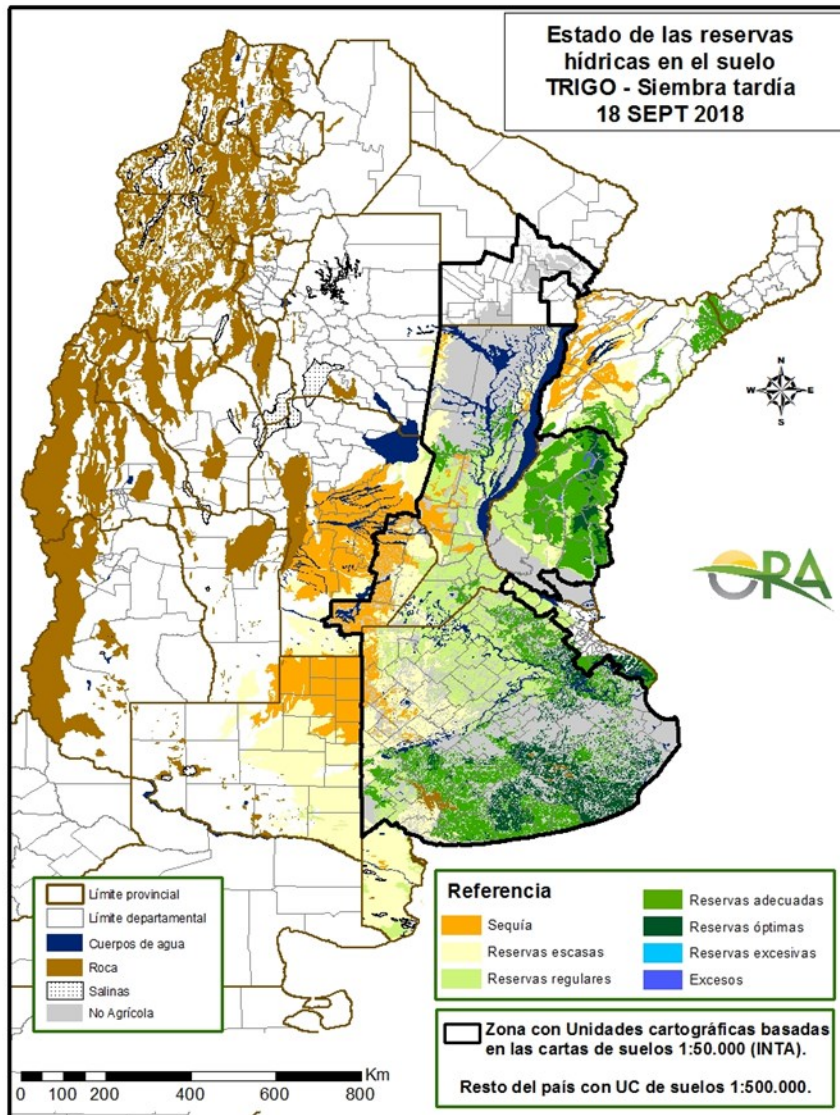 Estado de las reservas
hídricas en el suelo
TRIGO - Siembra tardía
18 SEPT 2018
N
W
E
S
ORA
Límite provincial
Límite departamental
Cuerpos de agua
Roca
Salinas
No Agrícola
Referencia
Sequía
Reservas escasas
Reservas regulares
Reservas adecuadas
Reservas óptimas
Reservas excesivas
Excesos
Zona con Unidades cartográficas basadas
en las cartas de suelos 1:50.000 (INTA).
Resto del país con UC de suelos 1:500.000.
Km
0 100 200 400 600 800